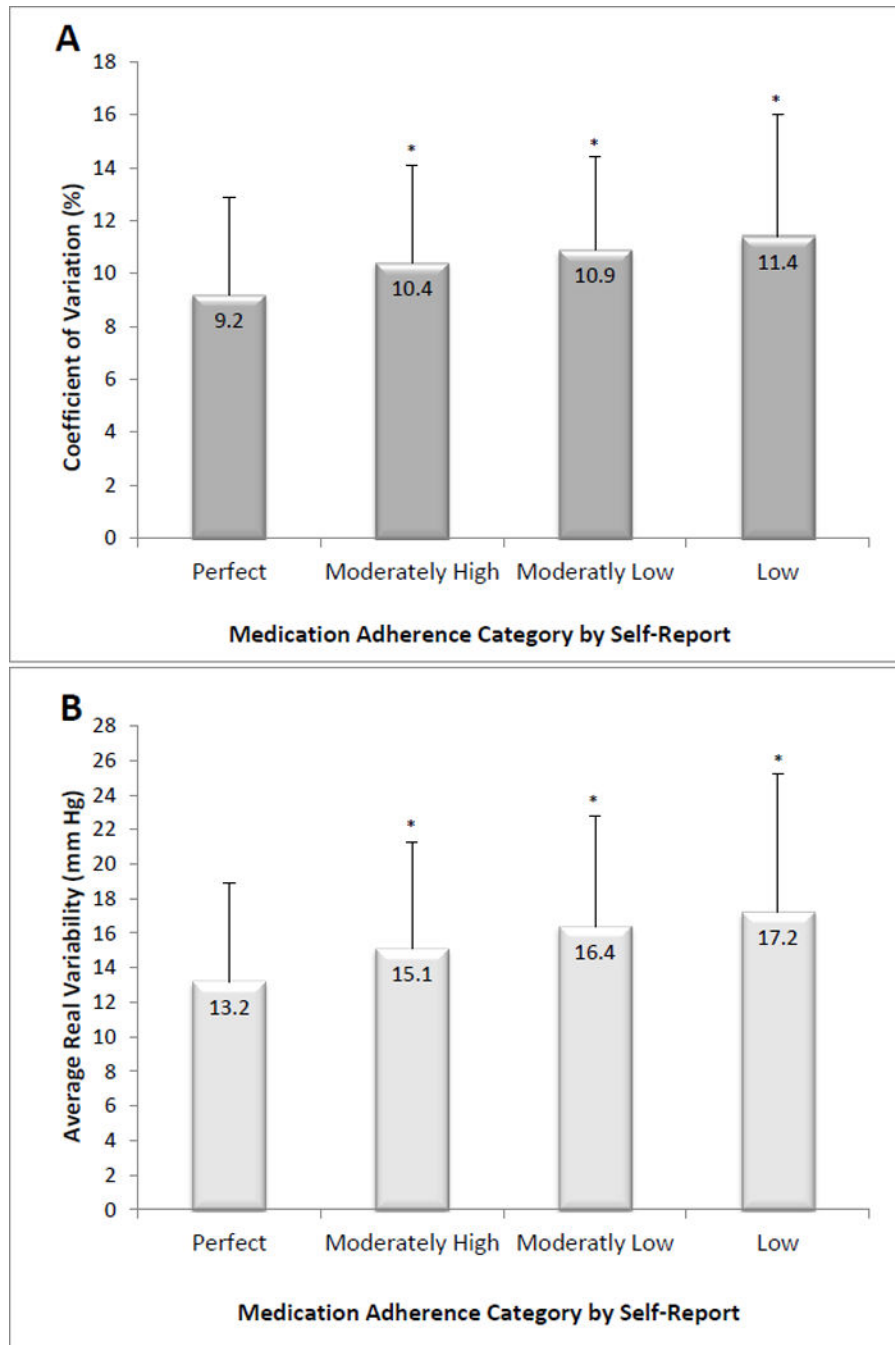 A
18
16
14
12
10
8
6
4
2
0
Coefficient of Variation (%)
* * * 
9.2 10.4 10.9 11.4
Perfect Moderately High Moderatly Low Low
Medication Adherence Category by Self-Report
B
28
26
24
22
20
18
16
14
12
10
8
6
4
2
0
Average Real Variability (mm Hg)
* * *
13.2 15.1 16.4 17.2
Perfect Moderately High Moderatly Low Low
Medication Adherence Category by Self-Report